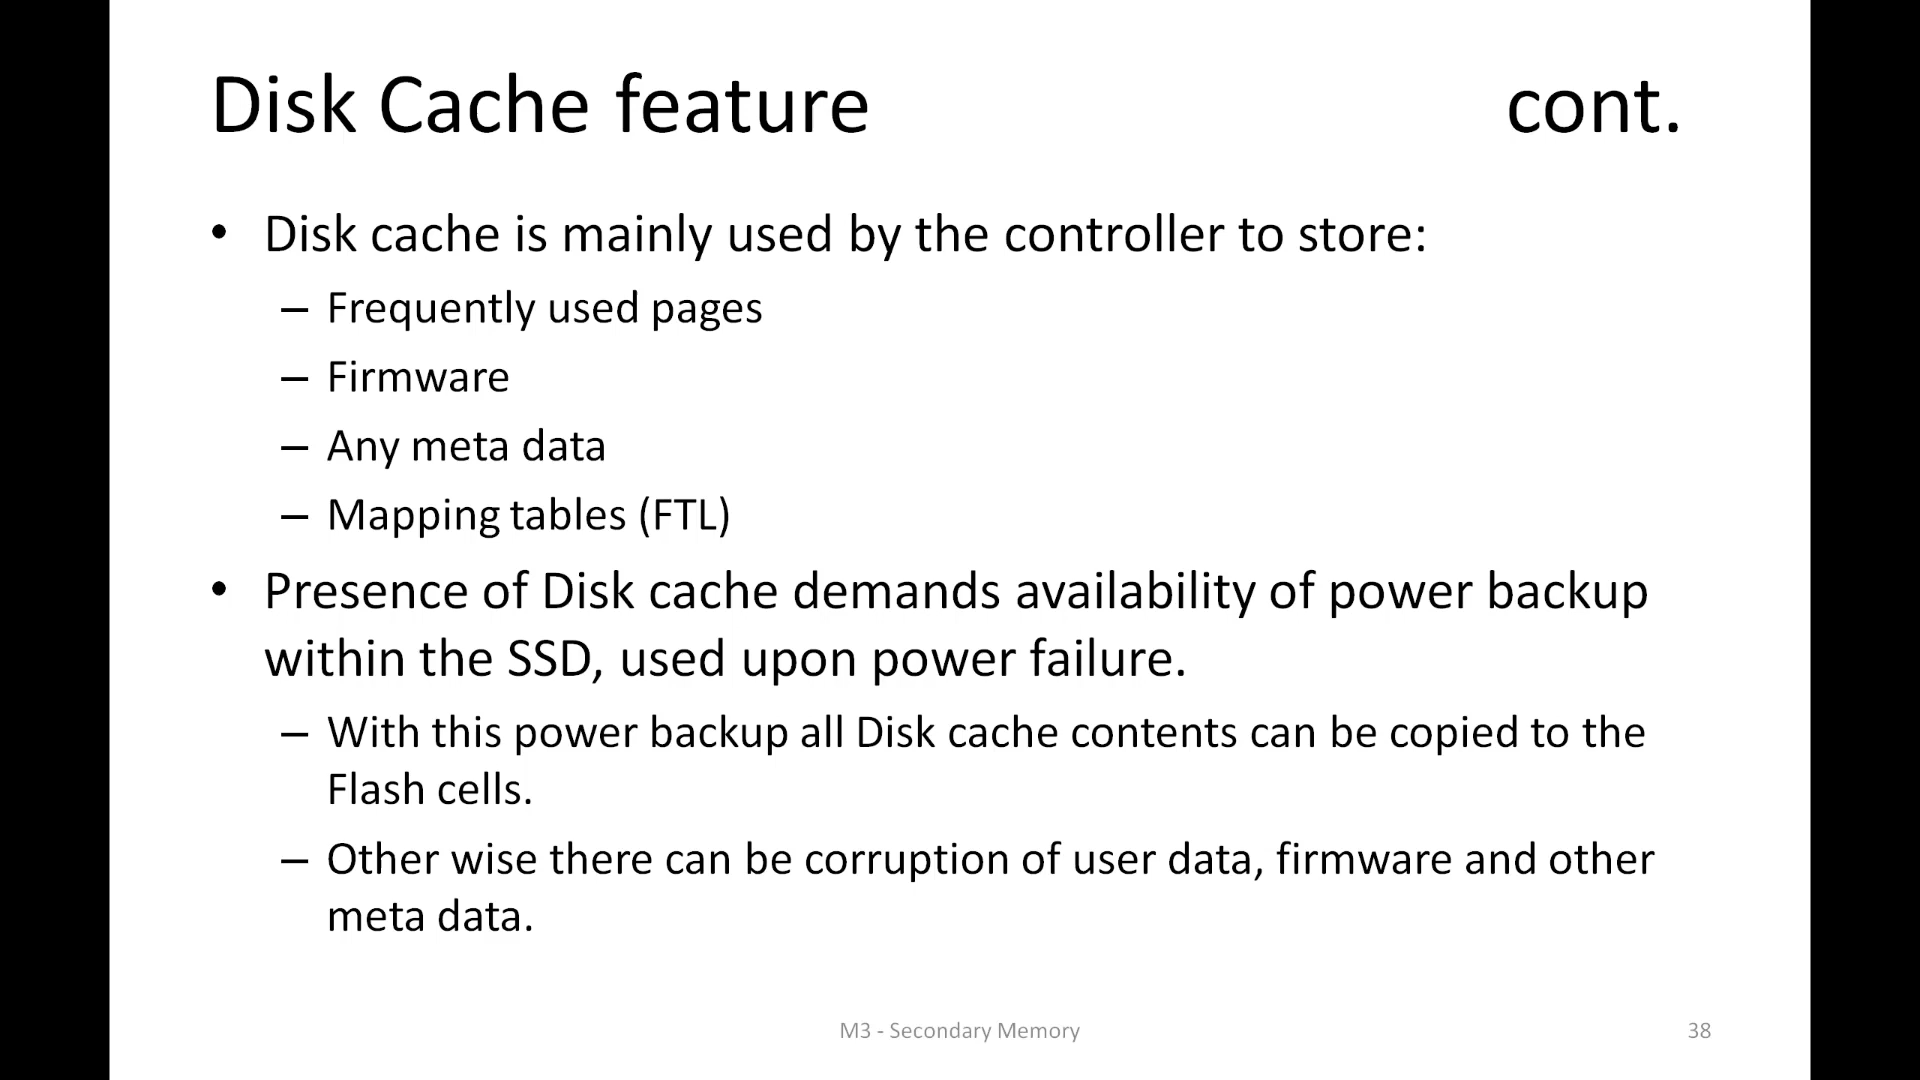 Disk Cache feature cont.
• Disk cache is mainly used by the controller to store:
– Frequently used pages
– Firmware
– Any meta data
– Mapping tables (FTL)
• Presence of Disk cache demands availability of power backup
within the SSD, used upon power failure.
– With this power backup all Disk cache contents can be copied to the
Flash cells.
– Other wise there can be corruption of user data, firmware and other
meta data.
M3 - Secondary Memory 38